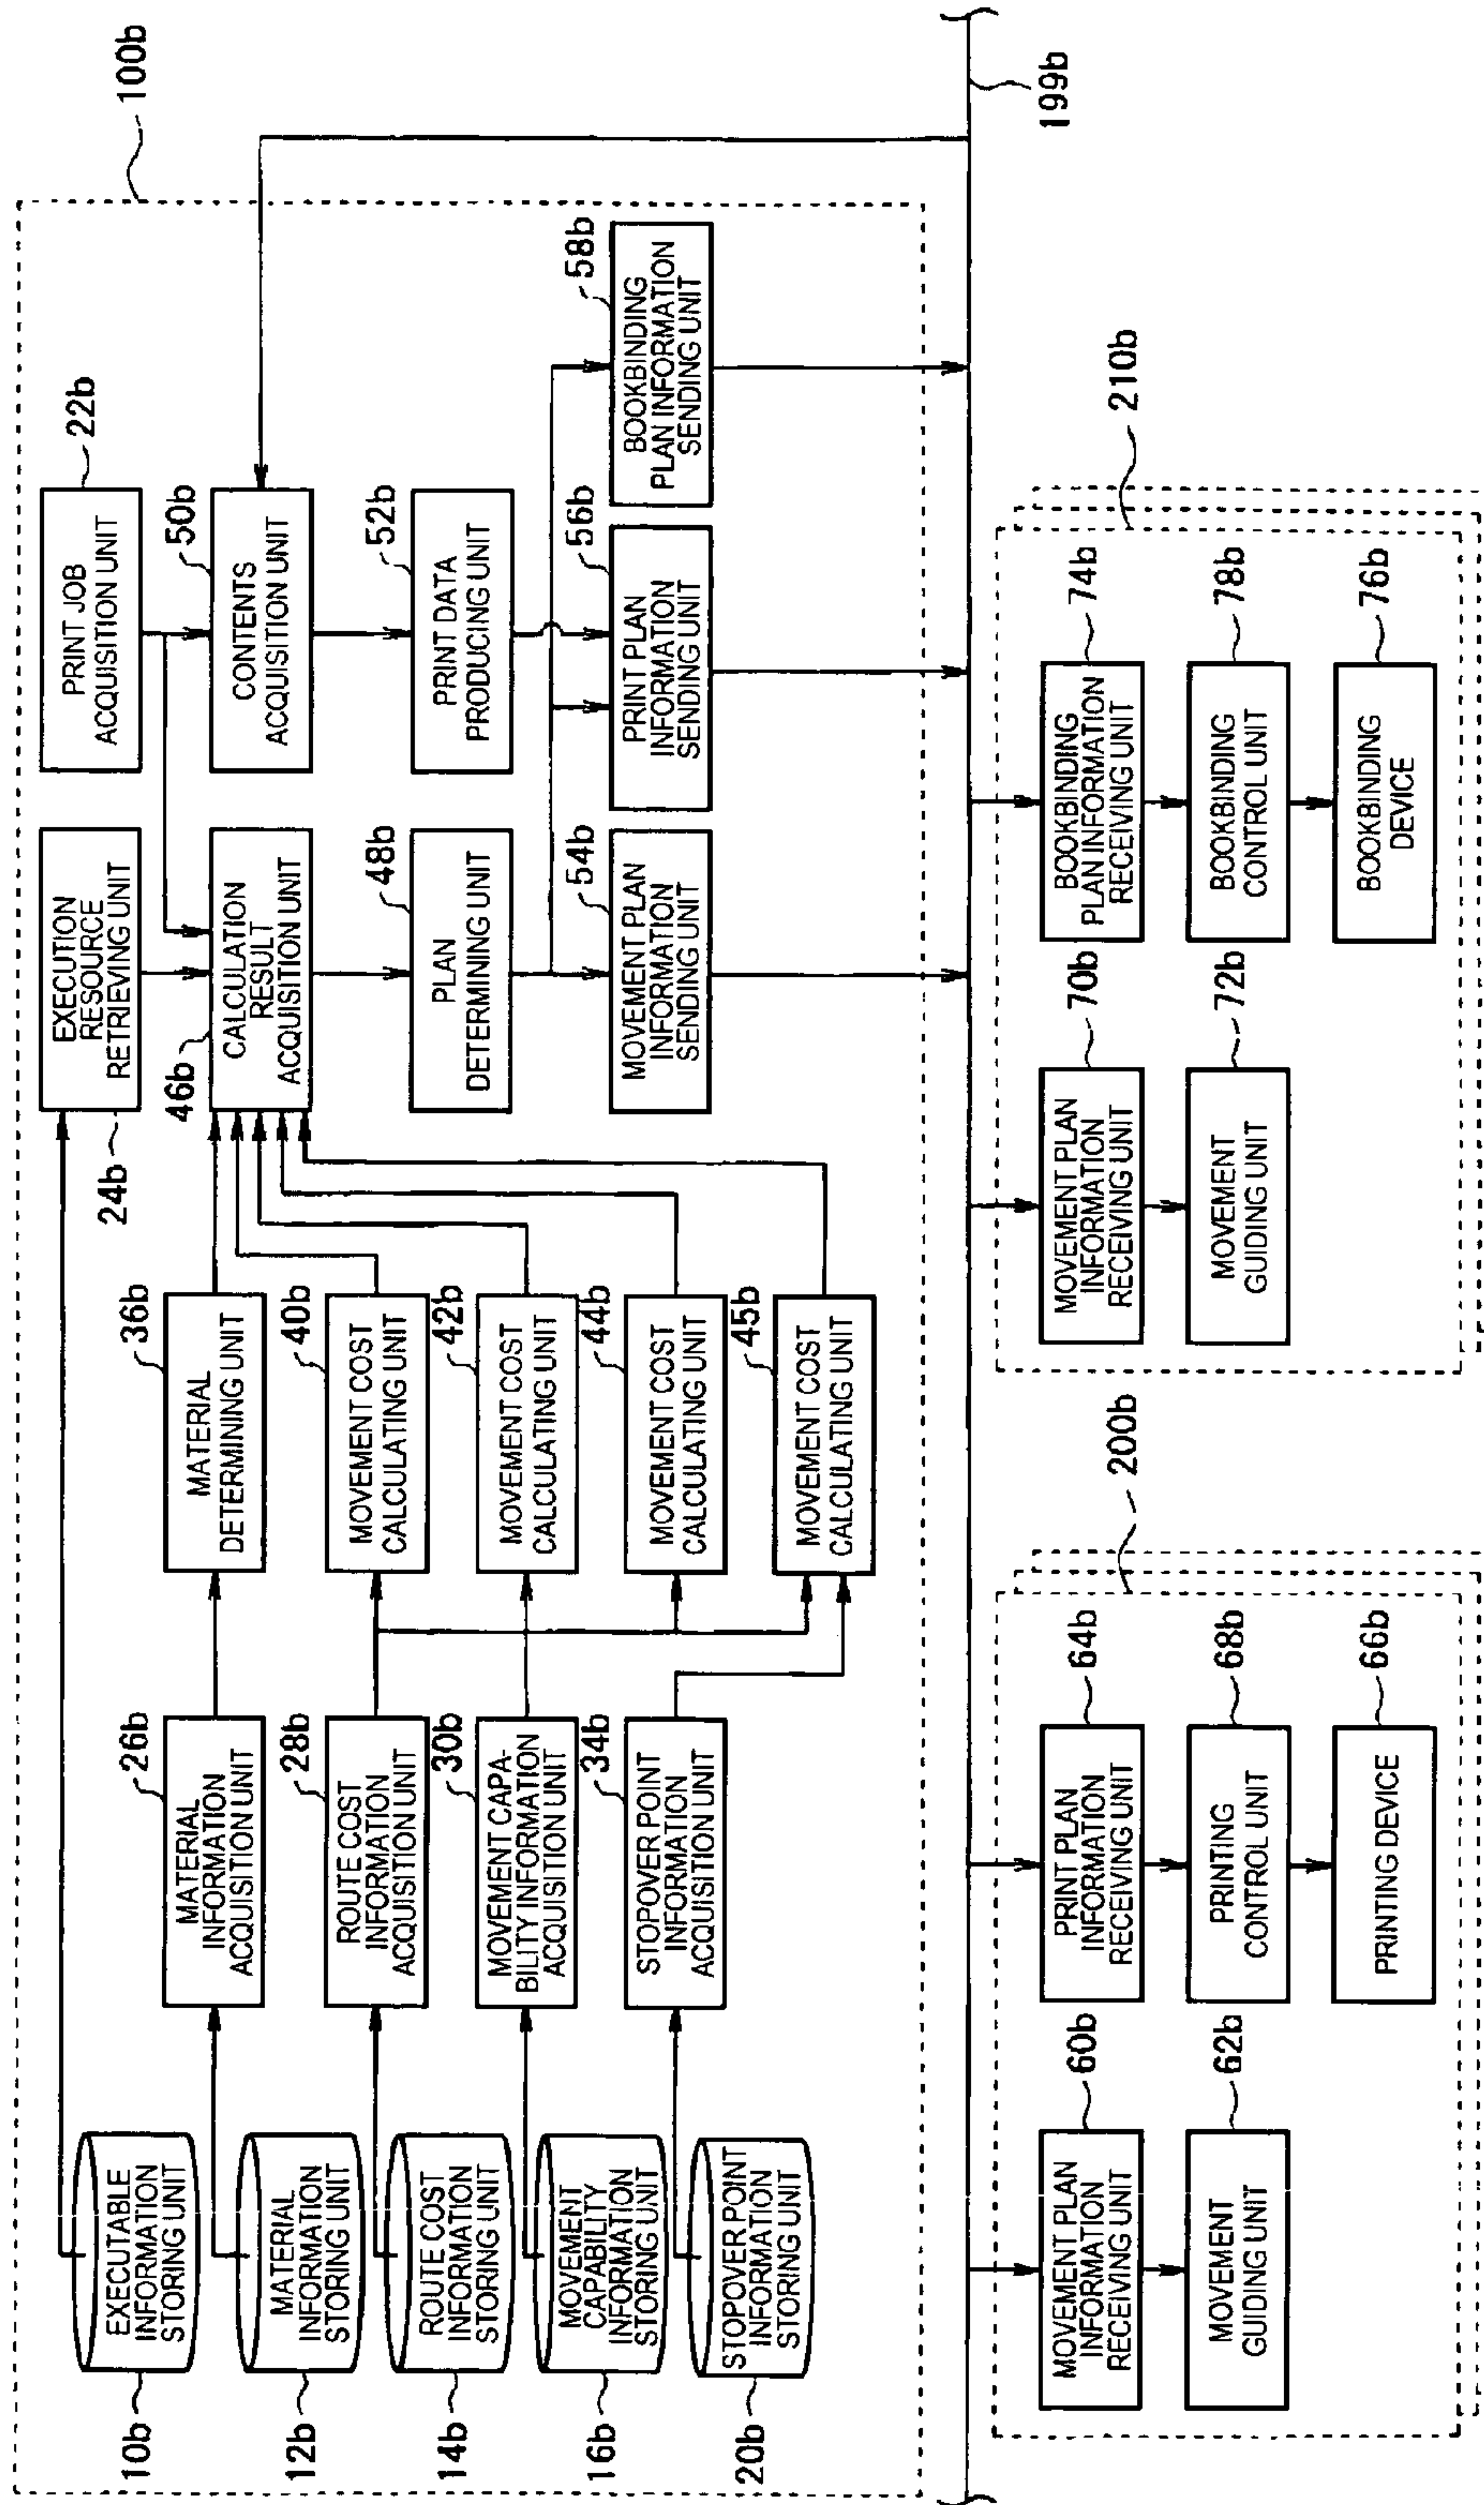 100b
10b
EXECUTABLE
INFORMATION
STORING UNIT
12b
MATERIAL
INFORMATION
STORING UNIT
14b
ROUTE COST
INFORMATION
STORING UNIT
16b
MOVEMENT
CAPABILITY
INFORMATION
STORING UNIT
20b
STOPOVER POINT
INFORMATION
STORING UNIT
26b
MATERIAL
INFORMATION
ACQUISITION UNIT
28b
ROUTE COST
INFORMATION
ACQUISITION UNIT
30b
MOVEMENT CAPA-
BILITY INFORMATION
ACQUISITION UNIT
34b
STOPOVER POINT
INFORMATION
ACQUISITION UNIT
36b
MATERIAL
DETERMINING UNIT
40b
MOVEMENT COST
CALCULATING UNIT
42b
MOVEMENT COST
CALCULATING UNIT
44b
MOVEMENT COST
CALCULATING UNIT
45b
MOVEMENT COST
CALCULATING UNIT
24b
EXECUTION
RESOURCE
RETRIEVING UNIT
46b
CALCULATION
RESULT
ACQUISITION UNIT
48b
PLAN
DETERMINING UNIT
54b
MOVEMENT PLAN
INFORMATION
SENDING UNIT
22b
PRINT JOB
ACQUISITION UNIT
50b
CONTENTS
ACQUISITION UNIT
52b
PRINT DATA
PRODUCING UNIT
56b
PRINT PLAN
INFORMATION
SENDING UNIT
58b
BOOKBINDING
PLAN INFORMATION
SENDING UNIT
199b
200b
60b
MOVEMENT PLAN
INFORMATION
RECEIVING UNIT
62b
MOVEMENT
GUIDING UNIT
64b
PRINT PLAN
INFORMATION
RECEIVING UNIT
68b
PRINTING
CONTROL UNIT
66b
PRINTING DEVICE
210b
70b
MOVEMENT PLAN
INFORMATION
RECEIVING UNIT
72b
MOVEMENT
GUIDING UNIT
74b
BOOKBINDING
PLAN INFORMATION
RECEIVING UNIT
78b
BOOKBINDING
CONTROL UNIT
76b
BOOKBINDING
DEVICE